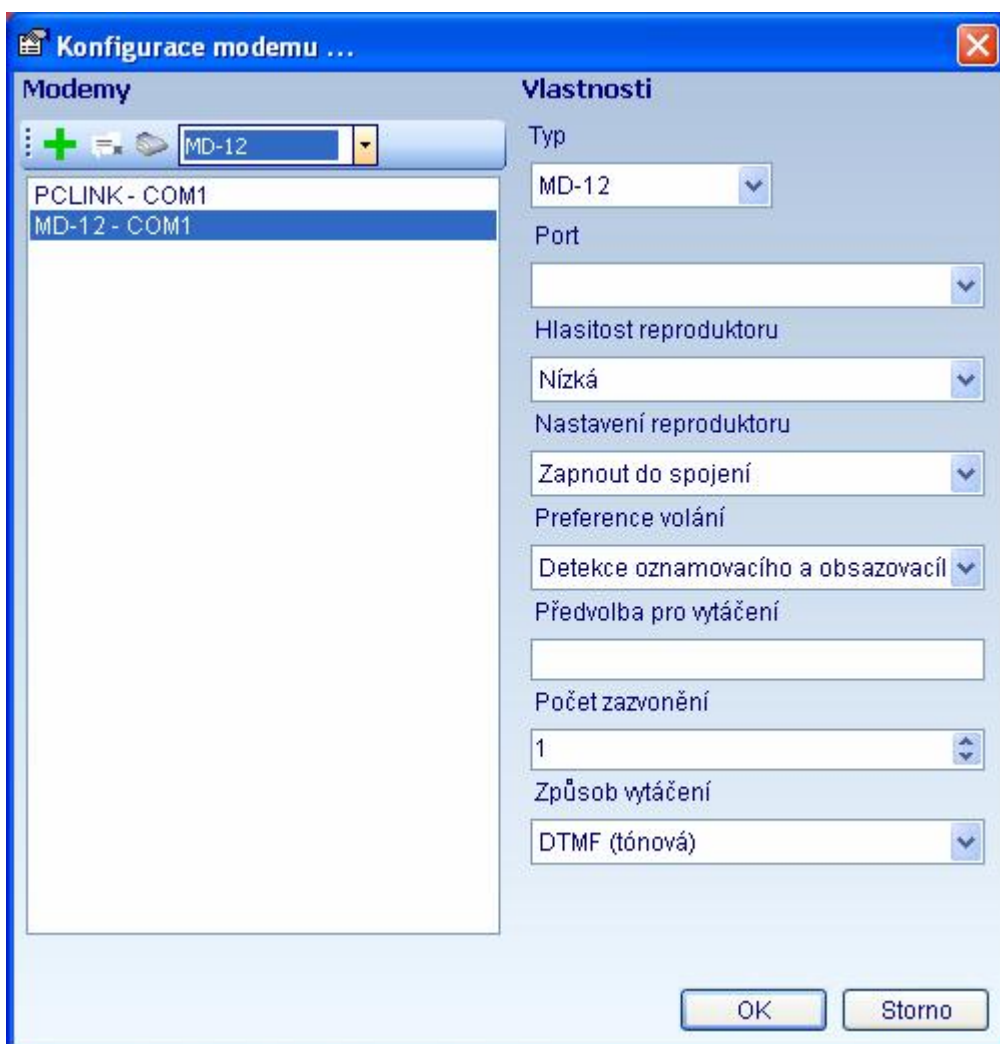 Konfigurace modemu ...
Modemy
MD-12
PCLINK - COM1
MD-12 - COM1
Vlastnosti
Typ
MD-12
Port
Hlasitost reproduktoru
Nízká
Nastavení reproduktoru
Zapnout do spojení
Preference volání
Detekce oznamovacího a obsazovacíl
Předvolba pro vytáčení
Počet zazvonění
1
Způsob vytáčení
DTMF (tónová)
OK
Storno